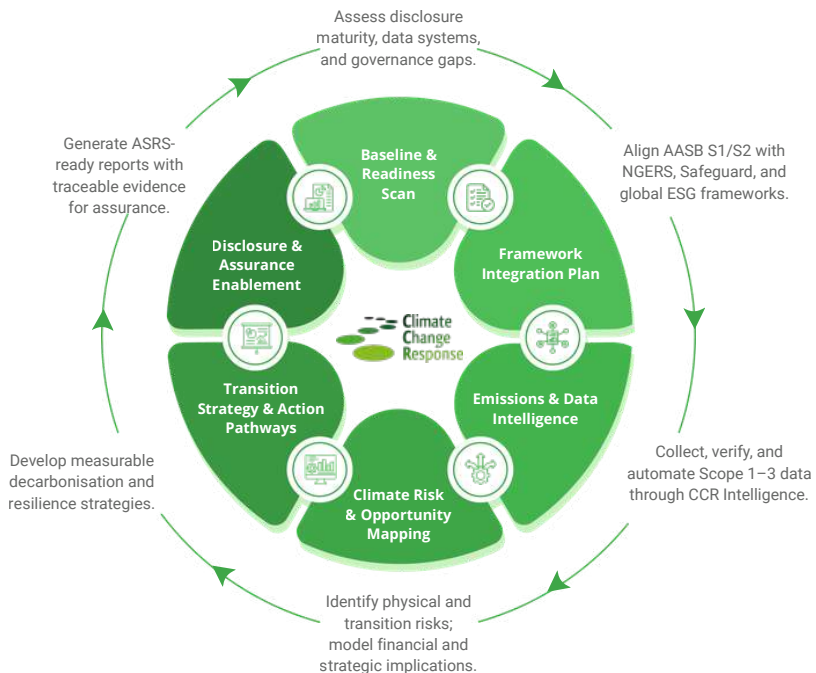 Assess disclosure
maturity, data systems,
and governance gaps.
Baseline &
Readiness
Scan
Align AASB S1/S2 with
NGERS, Safeguard, and
global ESG frameworks.
Framework
Integration Plan
Collect, verify, and
automate Scope 1–3 data
through CCR Intelligence.
Emissions & Data
Intelligence
Identify physical and
transition risks;
model financial and
strategic implications.
Climate Risk
& Opportunity
Mapping
Develop measurable
decarbonisation and
resilience strategies.
Transition
Strategy & Action
Pathways
Generate ASRS-
ready reports with
traceable evidence
for assurance.
Disclosure &
Assurance
Enablement
Climate
Change
Response